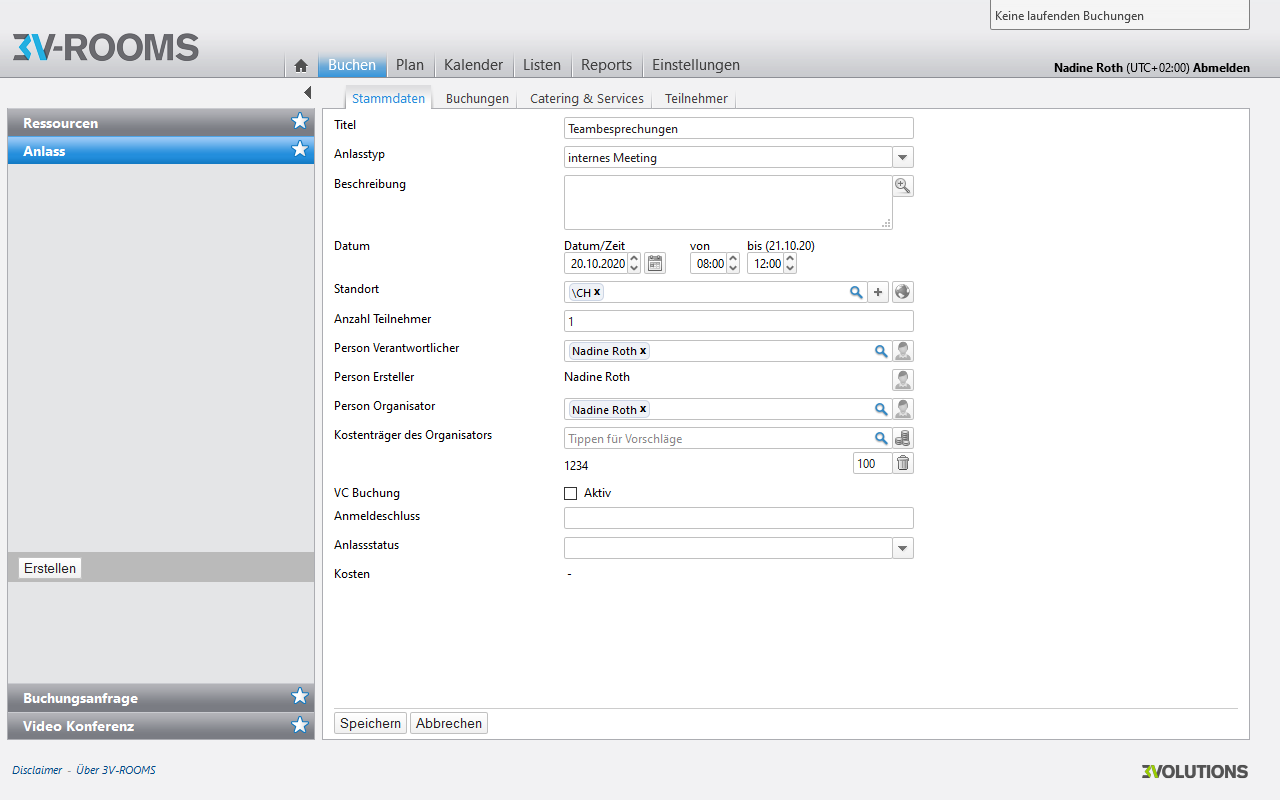 Keine laufenden Buchungen
3V-ROOMS
Buchen Plan Kalender Listen Reports Einstellungen
Nadine Roth (UTC+02:00) Abmelden
Stammdaten Buchungen Catering & Services Teilnehmer
Ressourcen
Anlass
Erstellen
Buchungsanfrage
Video Konferenz
Titel Teambesprechungen
Anlasstyp internes Meeting
Beschreibung
Datum Datum/Zeit von bis (21.10.20)
20.10.2020 08:00 12:00
Standort \CH x +
Anzahl Teilnehmer 1
Person Verantwortlicher Nadine Roth x
Person Ersteller Nadine Roth
Person Organisator Nadine Roth x
Kostenträger des Organisators Tippen für Vorschläge
1234 100
VC Buchung Aktiv
Anmeldeschluss
Anlassstatus
Kosten -
Speichern Abbrechen
Disclaimer - Über 3V-ROOMS
3VOLUTIONS